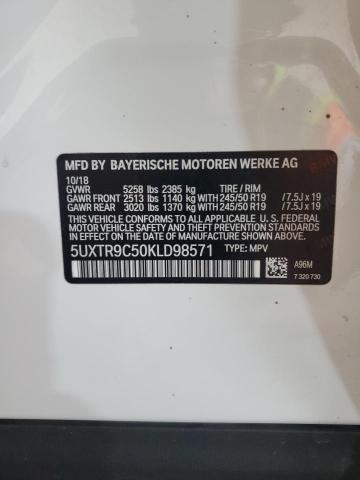 MFD BY BAYERISCHE MOTOREN WERKE AG
10/18
GVWR 5258 lbs 2385 kg TIRE / RIM
GAWR FRONT 2513 lbs 1140 kg WITH 245/50 R19 /7.5J x 19
GAWR REAR 3020 lbs 1370 kg WITH 245/50 R19 /7.5J x 19
THIS VEHICLE CONFORMS TO ALL APPLICABLE U.S. FEDERAL
MOTOR VEHICLE SAFETY, BUMPER, AND THEFT PREVENTION STANDARDS
IN EFFECT ON THE DATE OF MANUFACTURE SHOWN ABOVE.
5UXTR9C50KLD98571 TYPE: MPV
A96M
7 320 730